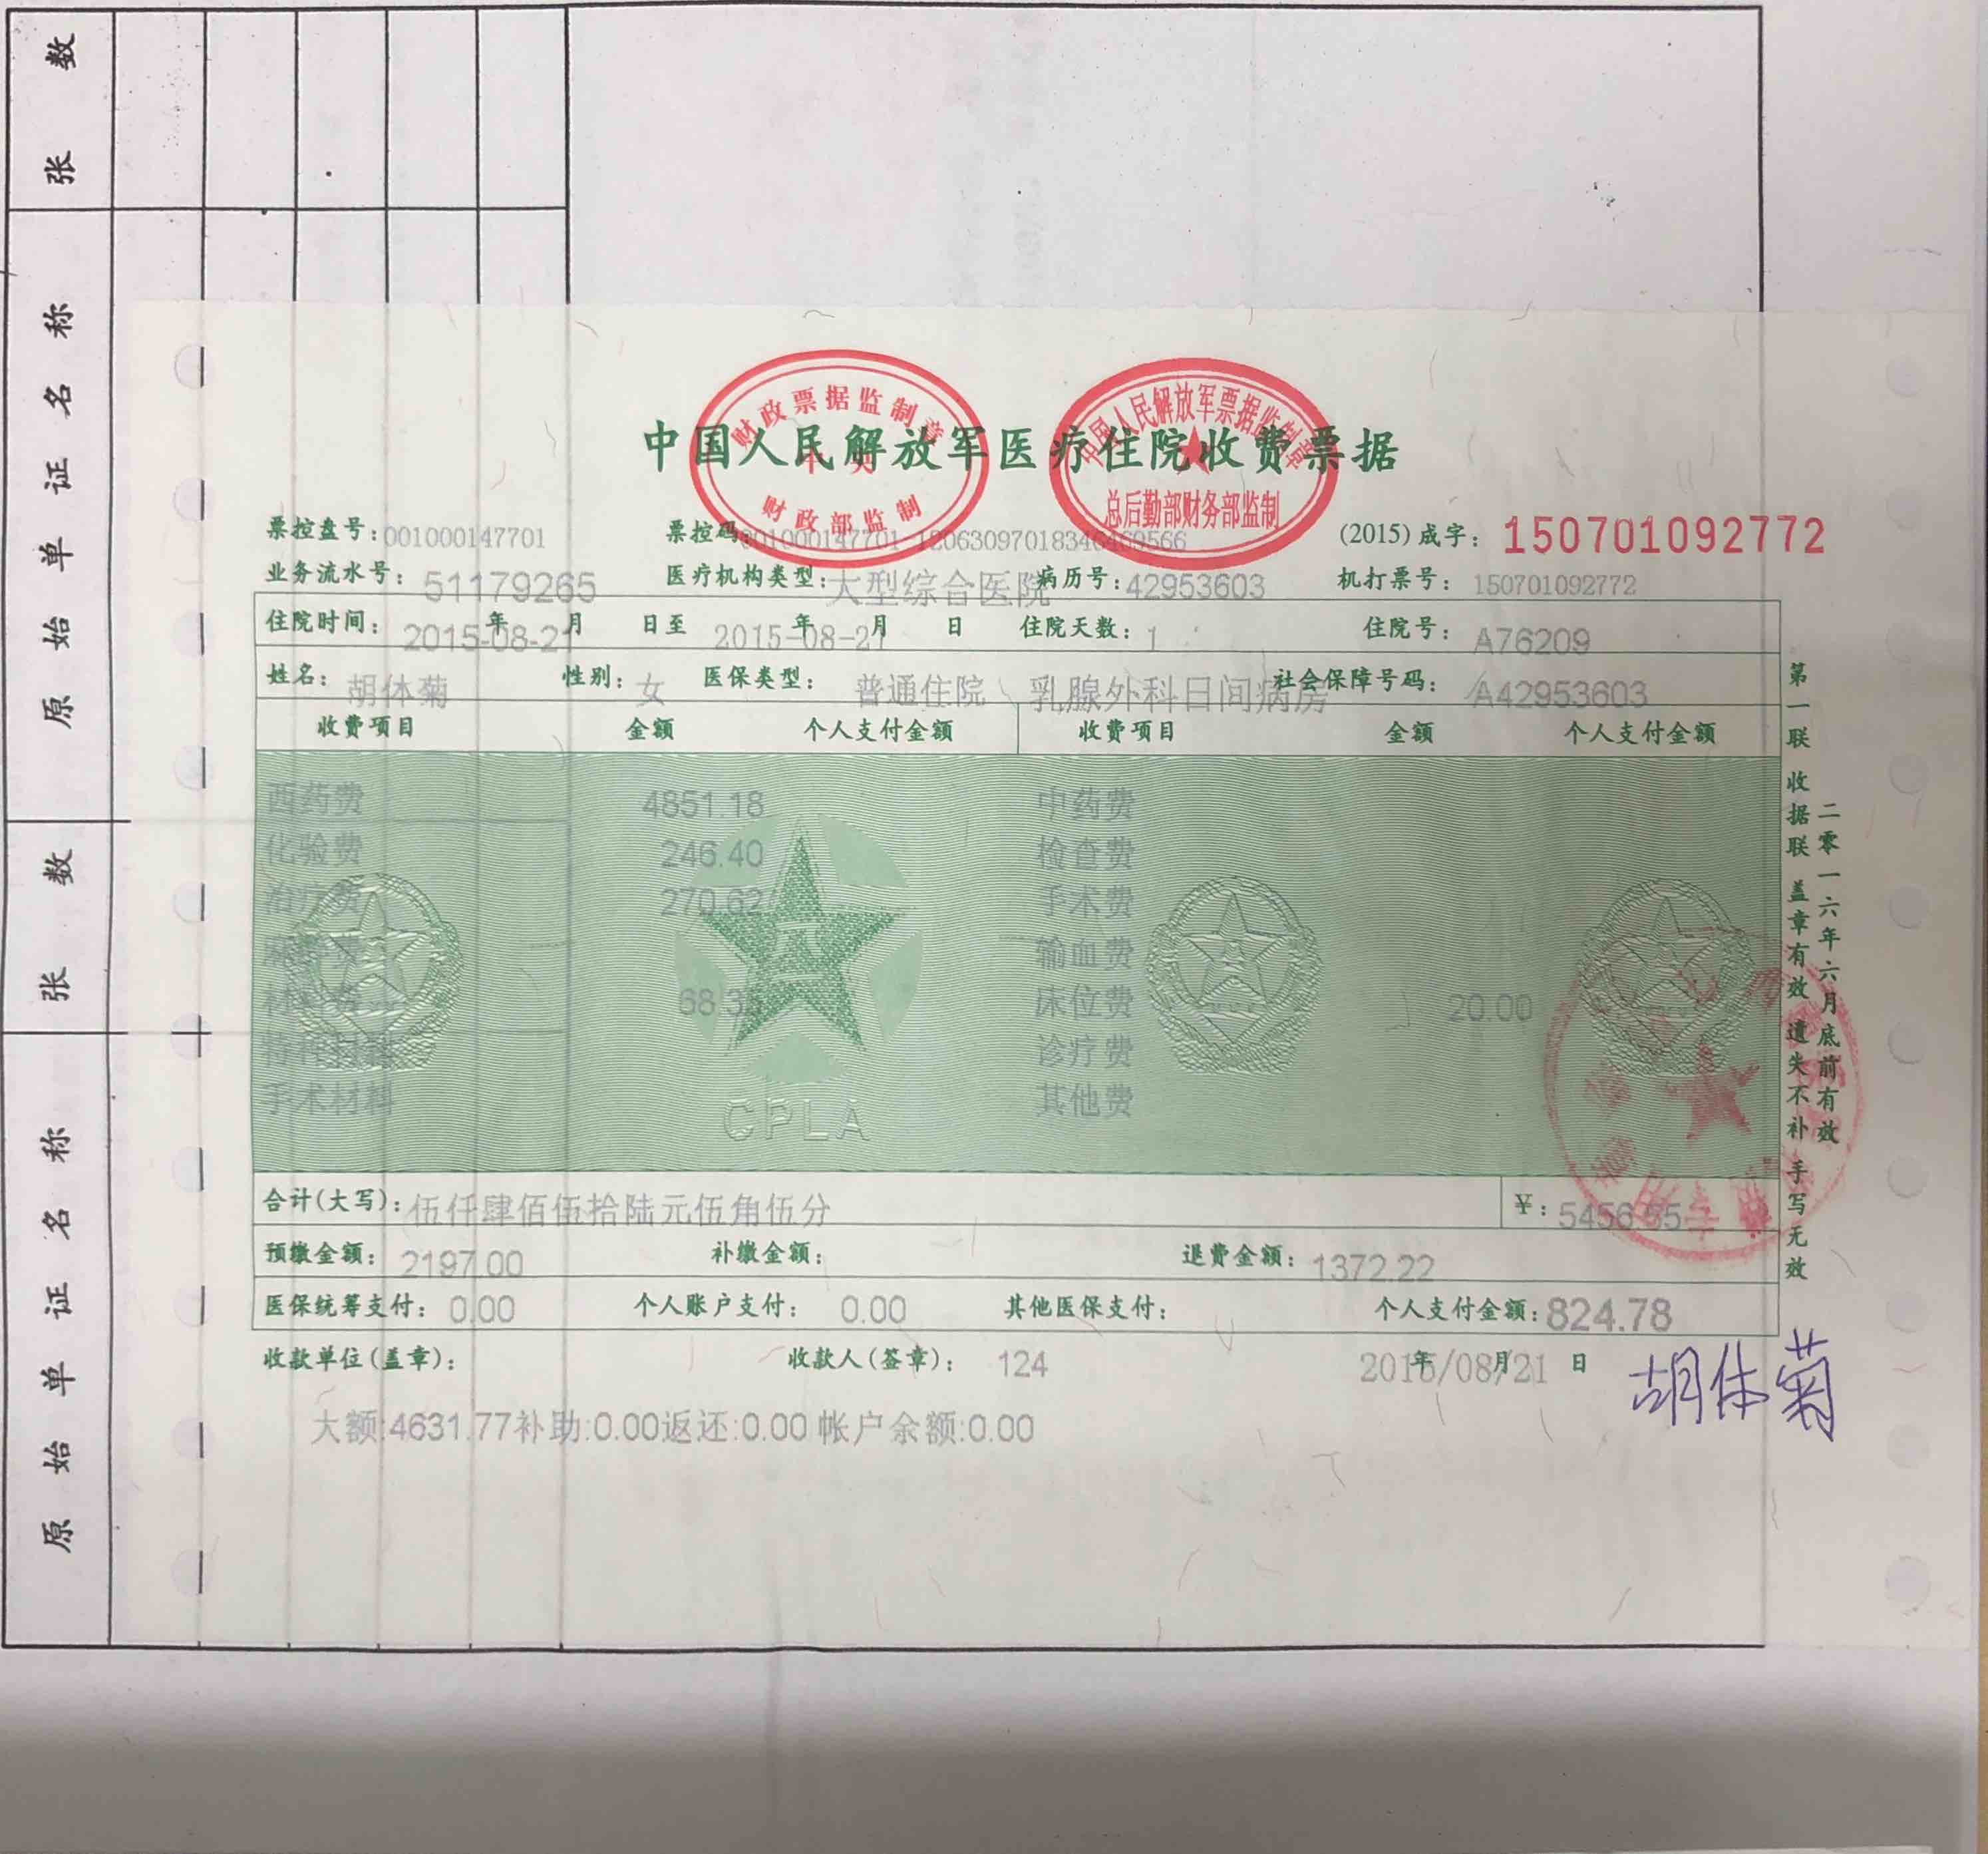 张 数
原 始 单 证 名 称
张 数
原 始 单 证 名 称
财政票据监制章
财政部监制
中国人民解放军票据监制章
总后勤部财务部监制
中国人民解放军医疗住院收费票据
票控盘号:001000147701 票控码 (2015)成字: 150701092772
业务流水号: 51179265 医疗机构类型:大型综合医院 病历号:42953603 机打票号: 150701092772
住院时间: 2015-08-21 年 月 日至 2015-08-21 年 月 日 住院天数: 1 住院号: A76209
姓名: 胡体菊 性别: 女 医保类型: 普通住院 乳腺外科日间病房 社会保障号码: A42953603
收费项目 金额 个人支付金额 收费项目 金额 个人支付金额
西药费 4851.18 中药费
化验费 246.40 检查费
治疗费 270.62 手术费
输血费
材料费 68.35 床位费 20.00
特种材料 诊疗费
手术材料 其他费
CPLA
合计(大写): 伍仟肆佰伍拾陆元伍角伍分 ¥: 5456.55
预缴金额: 2197.00 补缴金额: 退费金额: 1372.22
医保统筹支付: 0.00 个人账户支付: 0.00 其他医保支付: 个人支付金额: 824.78
收款单位(盖章): 收款人(签章): 124 2015/08/21 年 月 日
胡体菊
大额:4631.77补助:0.00返还:0.00 帐户余额:0.00
第一联 收据联 盖章有效 遗失不补 手写无效
二零一六年六月底前有效